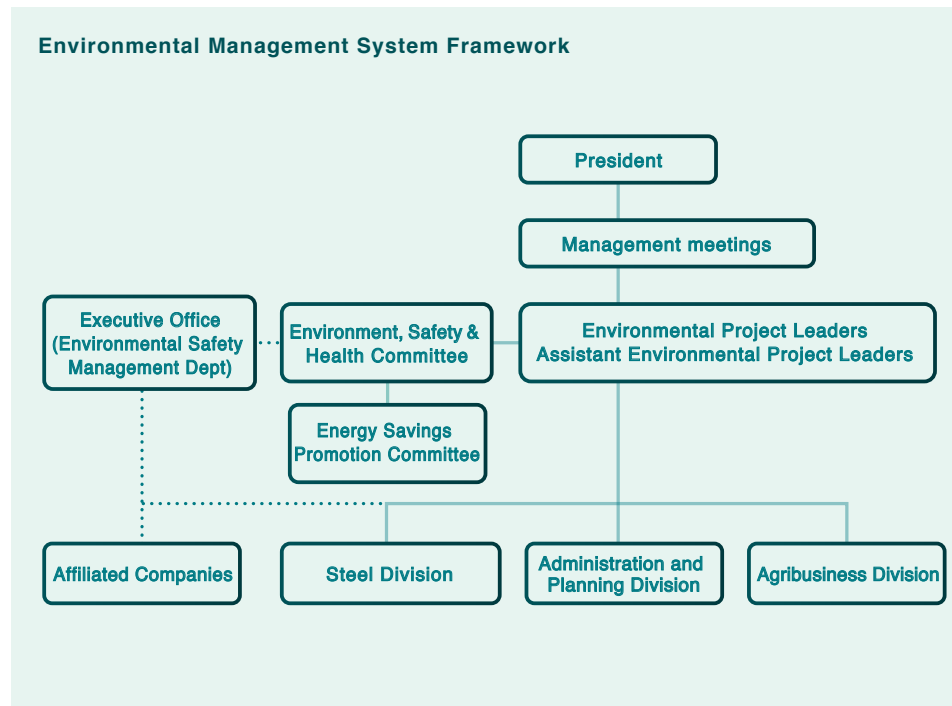 Environmental Management System Framework
President
Management meetings
Executive Office
(Environmental Safety
Management Dept)
Environment, Safety &
Health Committee
Environmental Project Leaders
Assistant Environmental Project Leaders
Energy Savings
Promotion Committee
Affiliated Companies
Steel Division
Administration and
Planning Division
Agribusiness Division